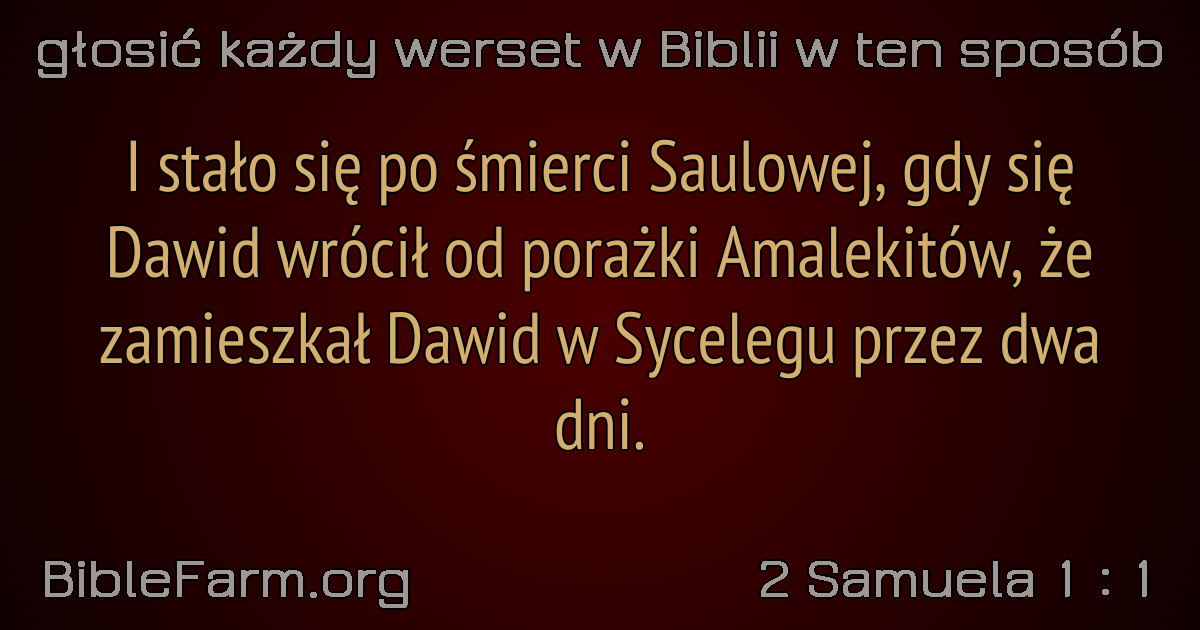 głosić każdy werset w Biblii w ten sposób
I stało się po śmierci Saulowej, gdy się
Dawid wrócił od porażki Amalekitów, że
zamieszkał Dawid w Sycelegu przez dwa
dni.
BibleFarm.org
2 Samuela 1 : 1